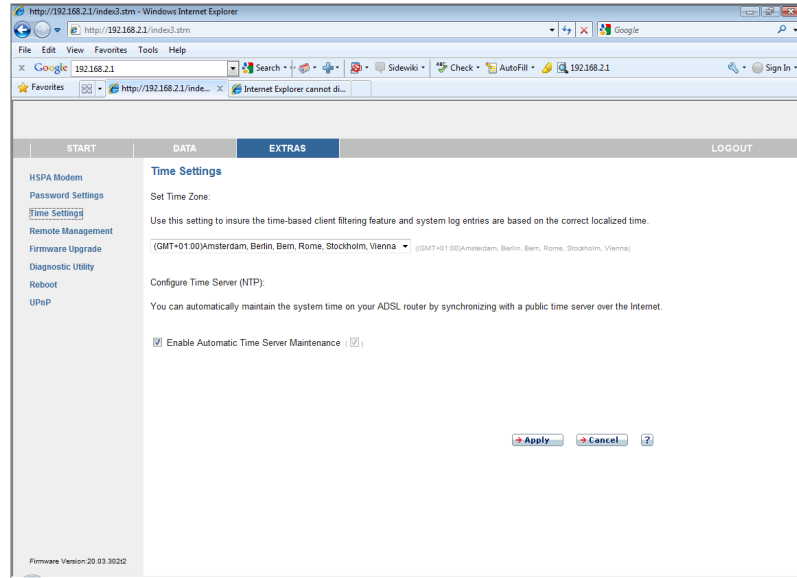 http://192.168.2.1/index3.stm - Windows Internet Explorer
http://192.168.2.1/index3.stm
Google
File Edit View Favorites Tools Help
x Google 192.168.2.1 Search Sidewiki ABC Check AutoFill 192.168.2.1 Sign In
Favorites http://192.168.2.1/inde... X Internet Explorer cannot di...
START DATA EXTRAS LOGOUT
HSPA Modem
Password Settings
Time Settings
Remote Management
Firmware Upgrade
Diagnostic Utility
Reboot
UPnP
Time Settings
Set Time Zone:
Use this setting to insure the time-based client filtering feature and system log entries are based on the correct localized time.
(GMT+01:00)Amsterdam, Berlin, Bern, Rome, Stockholm, Vienna ((GMT+01:00)Amsterdam, Berlin, Bern, Rome, Stockholm, Vienna)
Configure Time Server (NTP):
You can automatically maintain the system time on your ADSL router by synchronizing with a public time server over the Internet.
Enable Automatic Time Server Maintenance ( )
Apply Cancel ?
Firmware Version:20.03.302t2